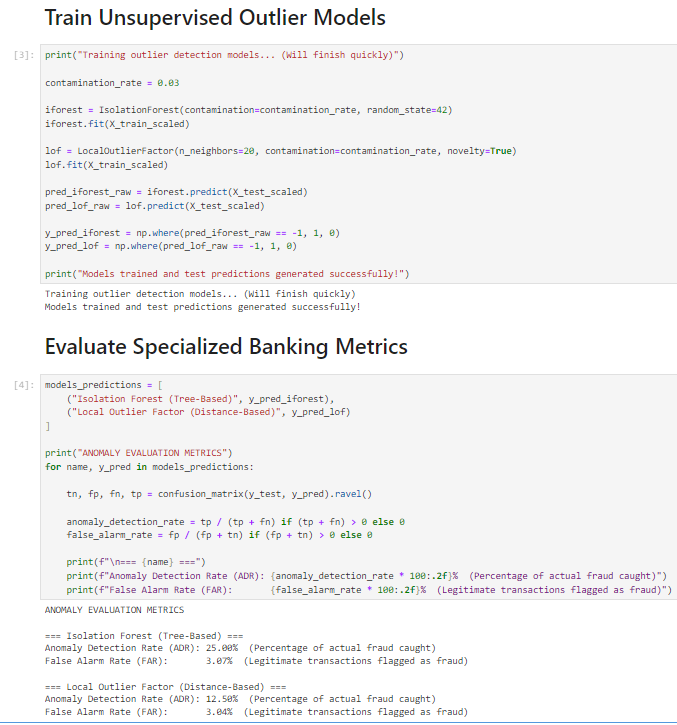 Train Unsupervised Outlier Models
[3]: print("Training outlier detection models... (Will finish quickly)")
contamination_rate = 0.03
iforest = IsolationForest(contamination=contamination_rate, random_state=42)
iforest.fit(X_train_scaled)
lof = LocalOutlierFactor(n_neighbors=20, contamination=contamination_rate, novelty=True)
lof.fit(X_train_scaled)
pred_iforest_raw = iforest.predict(X_test_scaled)
pred_lof_raw = lof.predict(X_test_scaled)
y_pred_iforest = np.where(pred_iforest_raw == -1, 1, 0)
y_pred_lof = np.where(pred_lof_raw == -1, 1, 0)
print("Models trained and test predictions generated successfully!")
Training outlier detection models... (Will finish quickly)
Models trained and test predictions generated successfully!
Evaluate Specialized Banking Metrics
[4]: models_predictions = [
    ("Isolation Forest (Tree-Based)", y_pred_iforest),
    ("Local Outlier Factor (Distance-Based)", y_pred_lof)
]
print("ANOMALY EVALUATION METRICS")
for name, y_pred in models_predictions:
    tn, fp, fn, tp = confusion_matrix(y_test, y_pred).ravel()
    anomaly_detection_rate = tp / (tp + fn) if (tp + fn) > 0 else 0
    false_alarm_rate = fp / (fp + tn) if (fp + tn) > 0 else 0
    print(f"\n=== {name} ===")
    print(f"Anomaly Detection Rate (ADR): {anomaly_detection_rate * 100:.2f}%  (Percentage of actual fraud caught)")
    print(f"False Alarm Rate (FAR):       {false_alarm_rate * 100:.2f}%  (Legitimate transactions flagged as fraud)")
ANOMALY EVALUATION METRICS
=== Isolation Forest (Tree-Based) ===
Anomaly Detection Rate (ADR): 25.00%  (Percentage of actual fraud caught)
False Alarm Rate (FAR):       3.07%  (Legitimate transactions flagged as fraud)
=== Local Outlier Factor (Distance-Based) ===
Anomaly Detection Rate (ADR): 12.50%  (Percentage of actual fraud caught)
False Alarm Rate (FAR):       3.04%  (Legitimate transactions flagged as fraud)